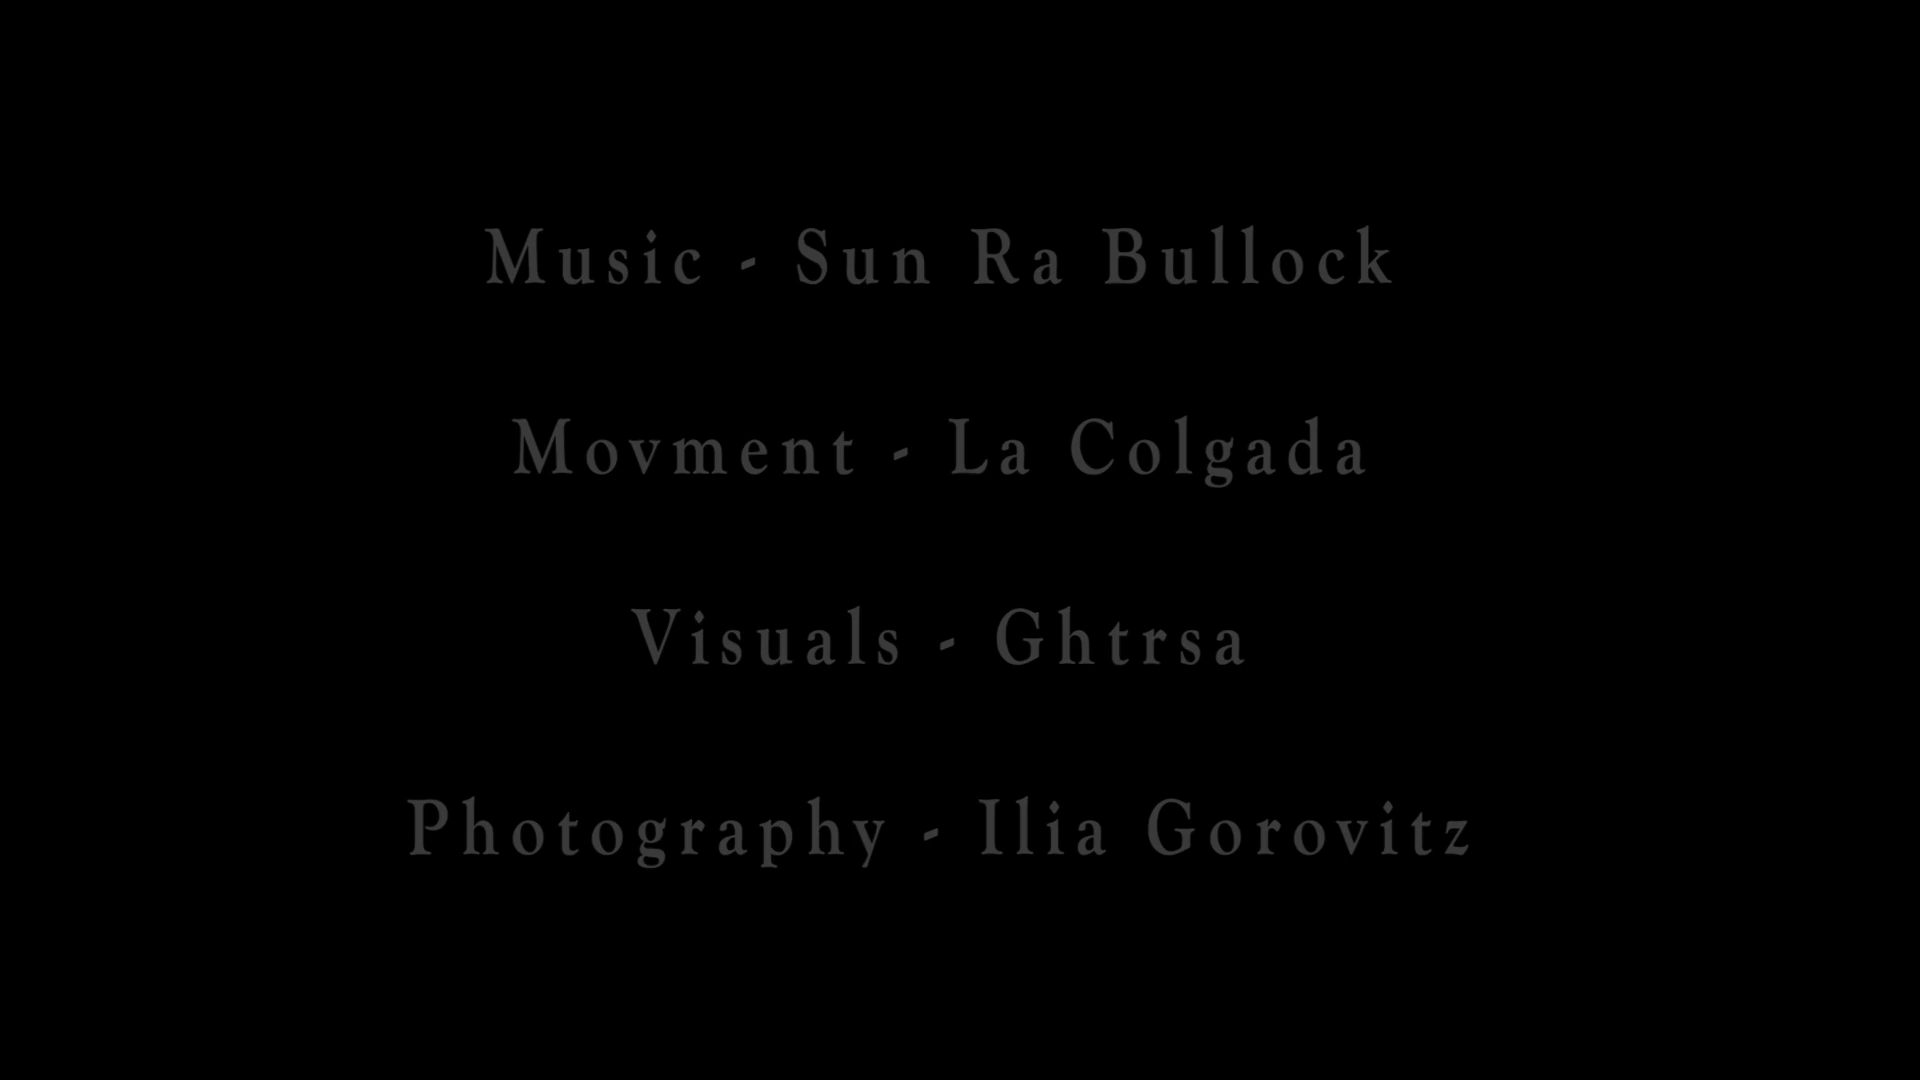 Music - Sun Ra Bullock
Movment - La Colgada
Visuals - Ghtrsa
Photography - Ilia Gorovitz